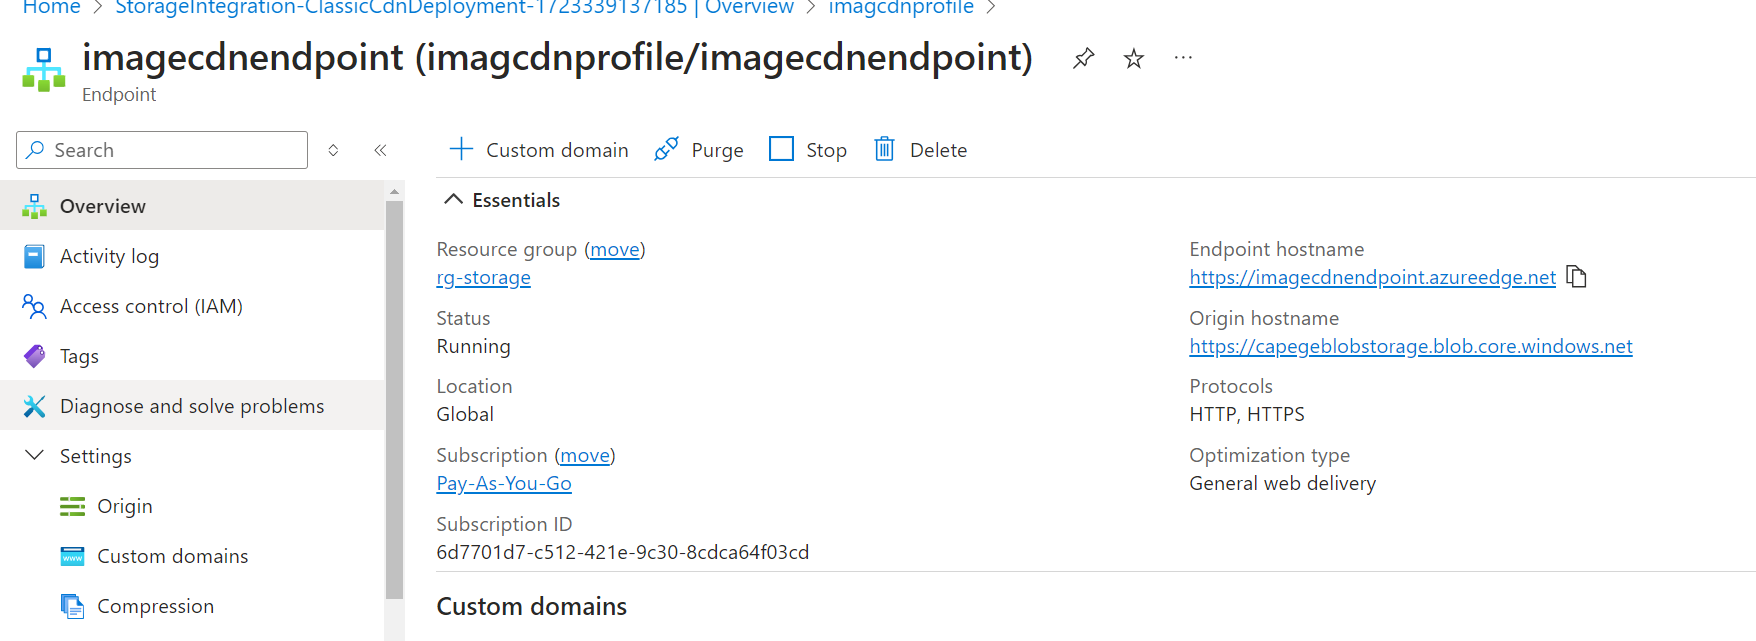 Home > StorageIntegration-ClassicCdnDeployment-1723339137185 | Overview > imagcdnprofile >
imagecdnendpoint (imagcdnprofile/imagecdnendpoint)
Endpoint
Search
Custom domain
Purge
Stop
Delete
Overview
Activity log
Access control (IAM)
Tags
Diagnose and solve problems
Settings
Origin
Custom domains
Compression
Essentials
Resource group (move)
rg-storage
Status
Running
Location
Global
Subscription (move)
Pay-As-You-Go
Subscription ID
6d7701d7-c512-421e-9c30-8cdca64f03cd
Endpoint hostname
https://imagecdnendpoint.azureedge.net
Origin hostname
https://capegeblobstorage.blob.core.windows.net
Protocols
HTTP, HTTPS
Optimization type
General web delivery
Custom domains